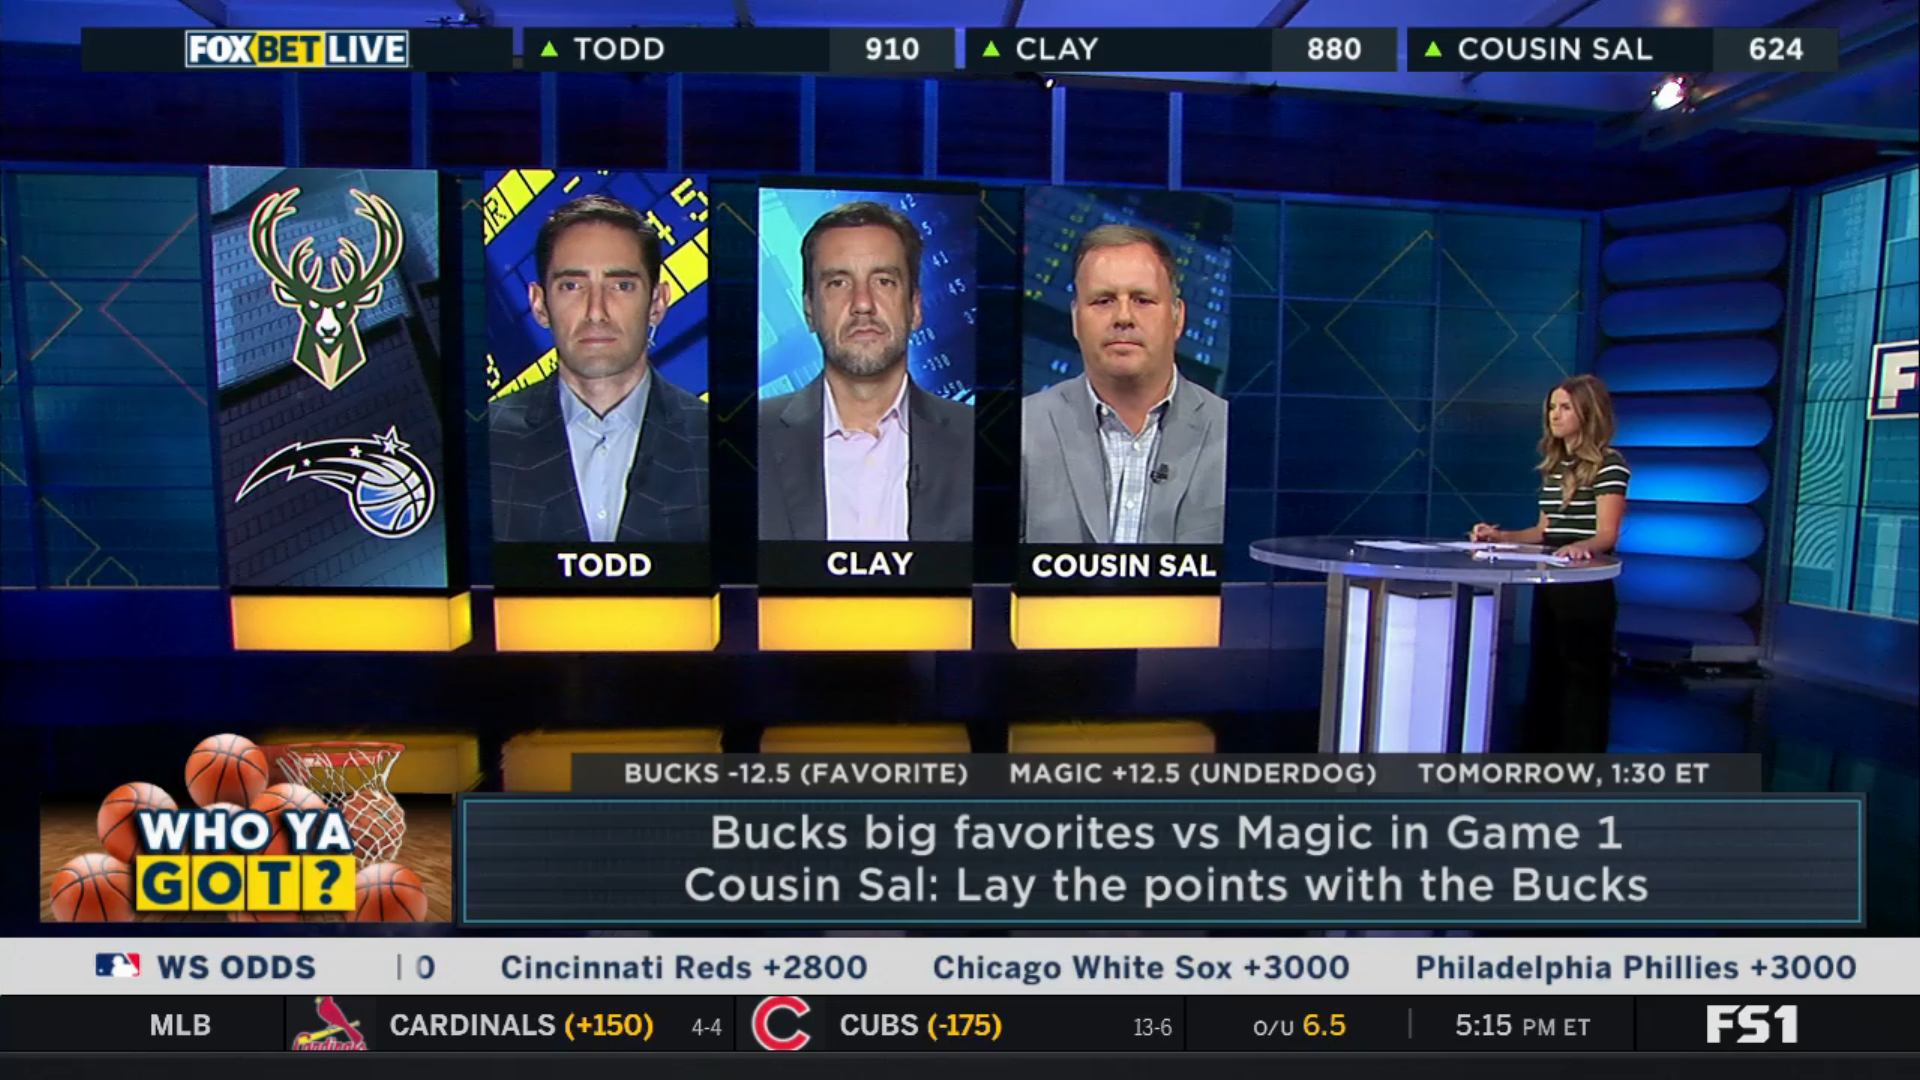 FOX BET LIVE
TODD 910
CLAY 880
COUSIN SAL 624
TODD
CLAY
COUSIN SAL
BUCKS -12.5 (FAVORITE) MAGIC +12.5 (UNDERDOG) TOMORROW, 1:30 ET
WHO YA
GOT?
Bucks big favorites vs Magic in Game 1
Cousin Sal: Lay the points with the Bucks
WS ODDS | 0 Cincinnati Reds +2800 Chicago White Sox +3000 Philadelphia Phillies +3000
MLB Cardinals CARDINALS (+150) 4-4 C CUBS (-175) 13-6 O/U 6.5 | 5:15 PM ET FS1